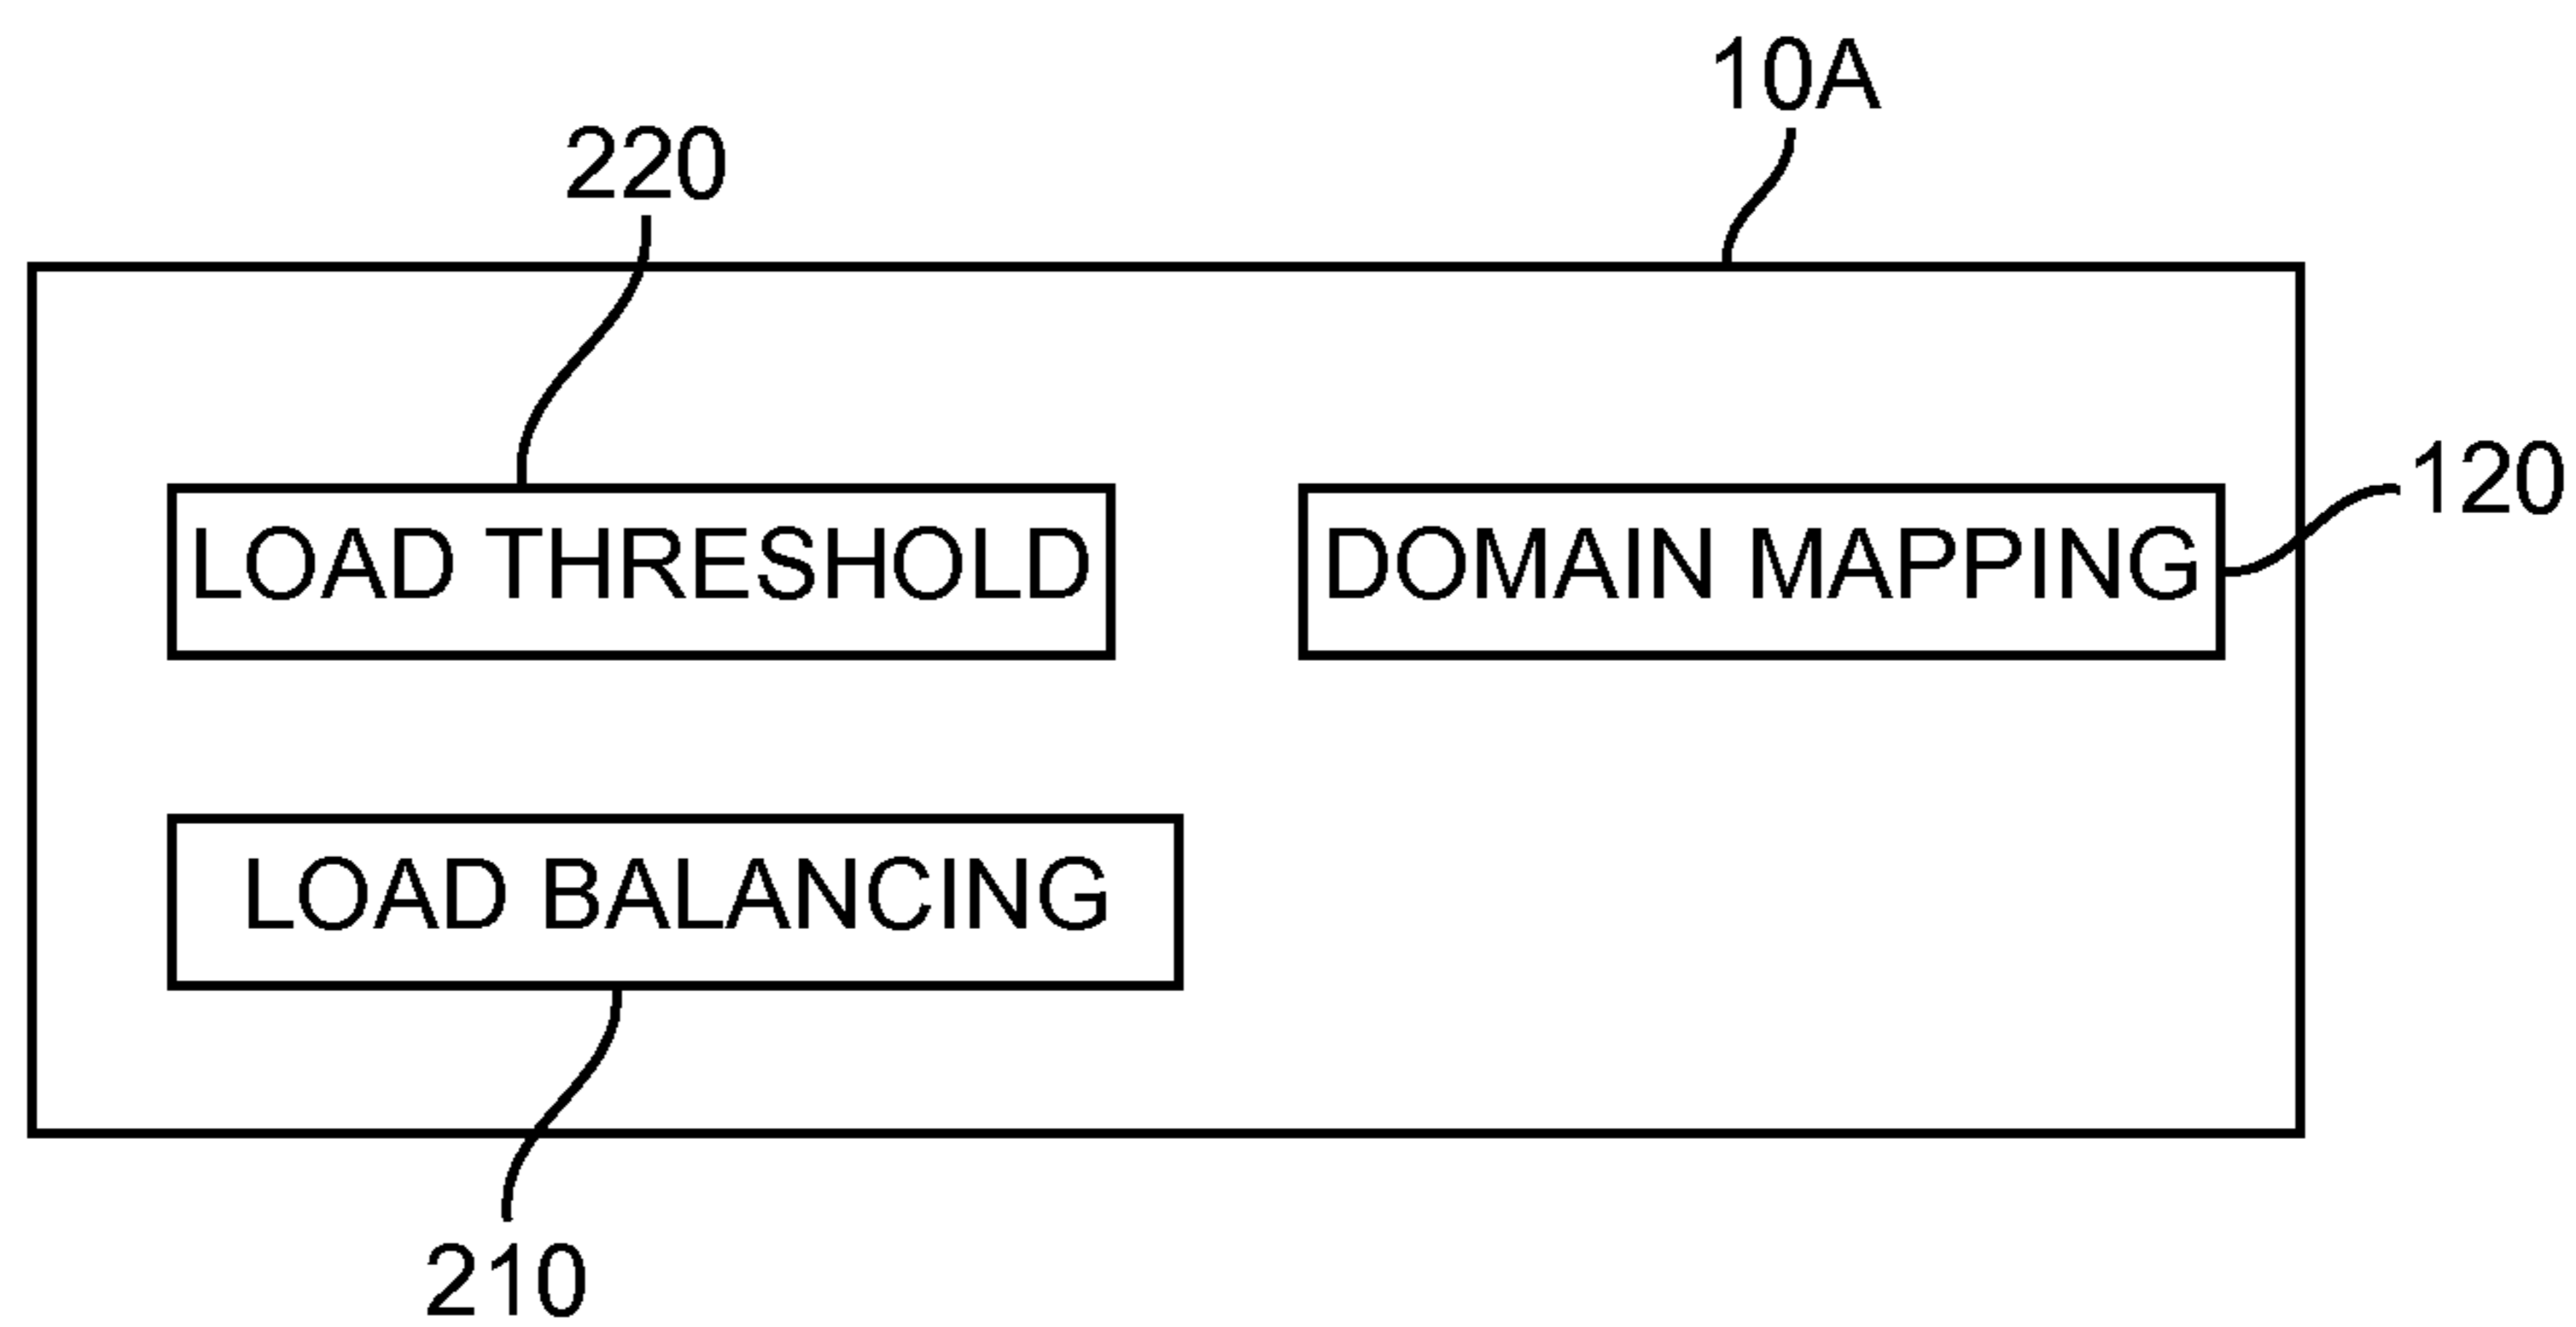 10A
220
120
LOAD THRESHOLD
DOMAIN MAPPING
LOAD BALANCING
210